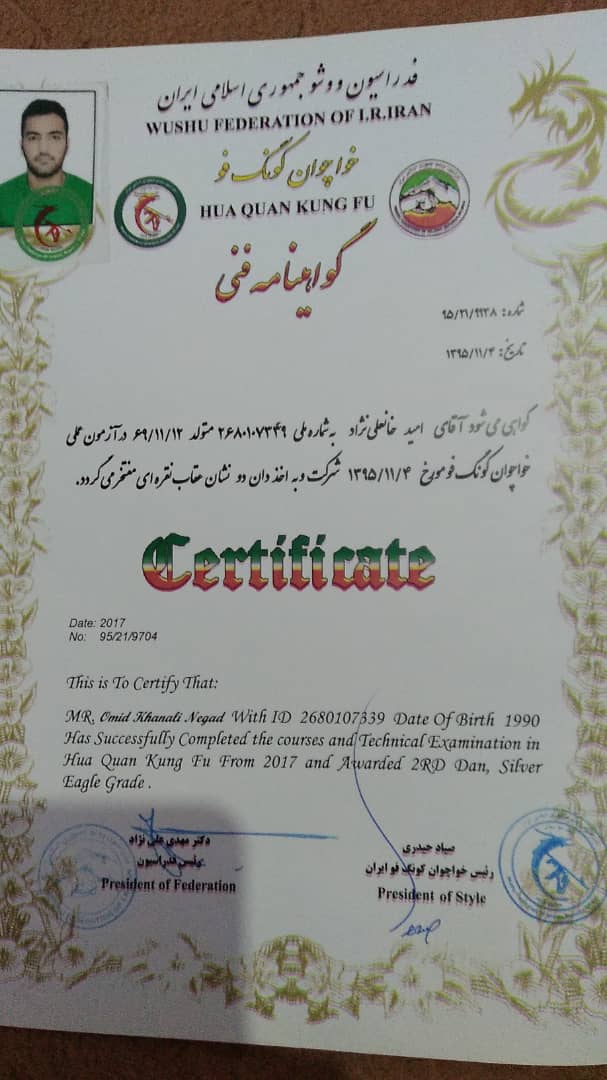 فدراسیون ووشو جمهوری اسلامی ایران
WUSHU FEDERATION OF I.R.IRAN
خواچوان کونگ فو
HUA QUAN KUNG FU
گواهینامه فنی
شماره: ۹۵/۲۱/۹۹۳۸
تاریخ: ۱۳۹۵/۱۱/۴
گواهی می شود آقای امید خانعلی نژاد به شماره ملی ۲۶۸۰۱۰۷۳۴۹ متولد ۶۹/۱۱/۱۲ در آزمون عملی
خواچوان کونگ فو مورخ ۱۳۹۵/۱۱/۴ شرکت و به اخذ دان دو نشان عقاب نقره ای مفتخر می گردد.
Certificate
Date: 2017
No: 95/21/9704
This is To Certify That:
MR. Omid Khanali Negad With ID 2680107339 Date Of Birth 1990
Has Successfully Completed the courses and Technical Examination in
Hua Quan Kung Fu From 2017 and Awarded 2RD Dan, Silver
Eagle Grade .
دکتر مهدی علی نژاد
رئیس فدراسیون
President of Federation
صیاد حیدری
رئیس خواچوان کونگ فو ایران
President of Style